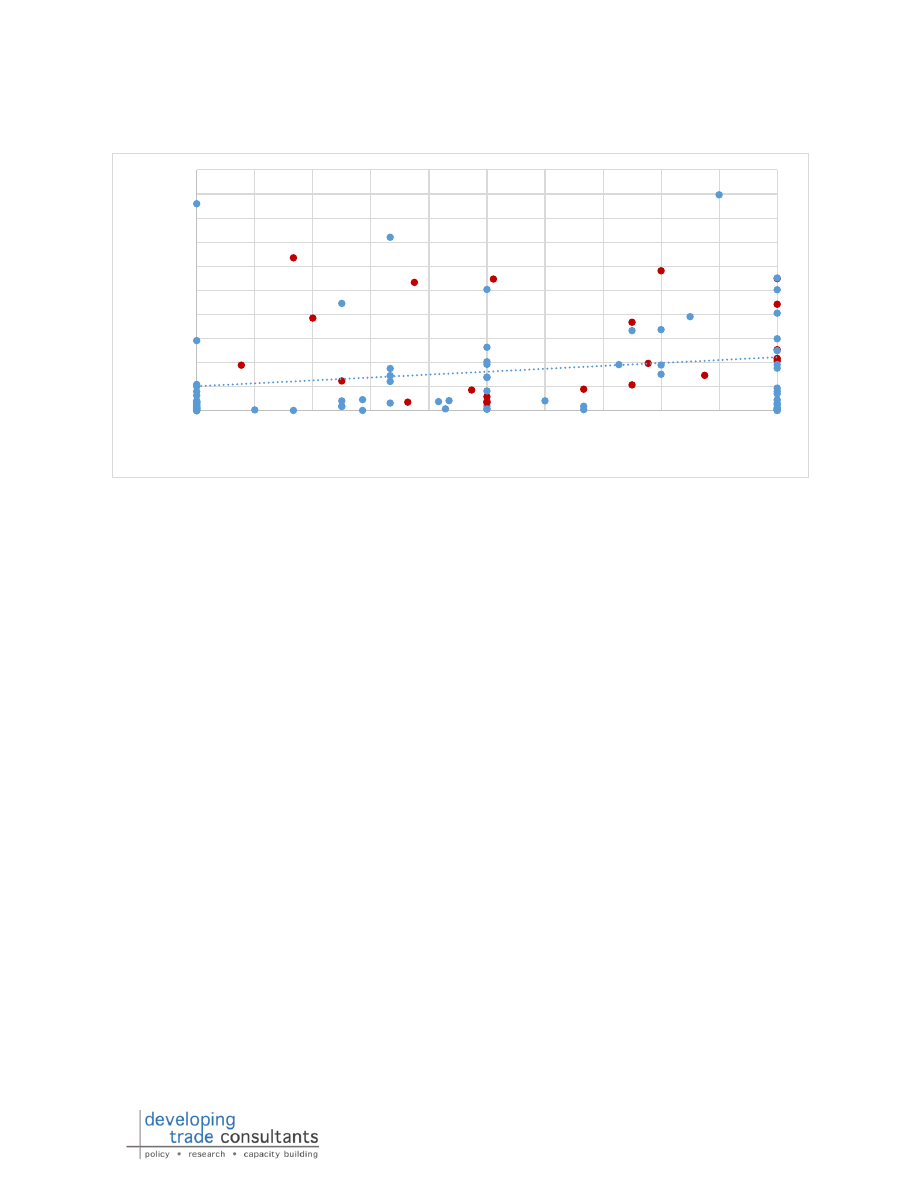 developing
trade consultants
policy • research • capacity building